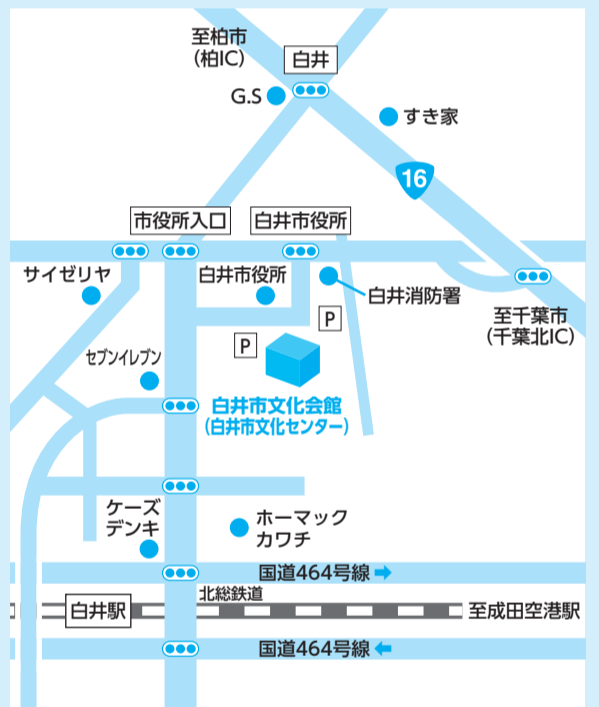 至柏市
(柏IC)
白井
G.S
すき家
16
市役所入口
白井市役所
サイゼリヤ
白井市役所
白井消防署
至千葉市
(千葉北IC)
P
P
セブンイレブン
白井市文化会館
(白井市文化センター)
ケーズ
デンキ
ホーマック
カワチ
国道464号線
北総鉄道
白井駅
至成田空港駅
国道464号線